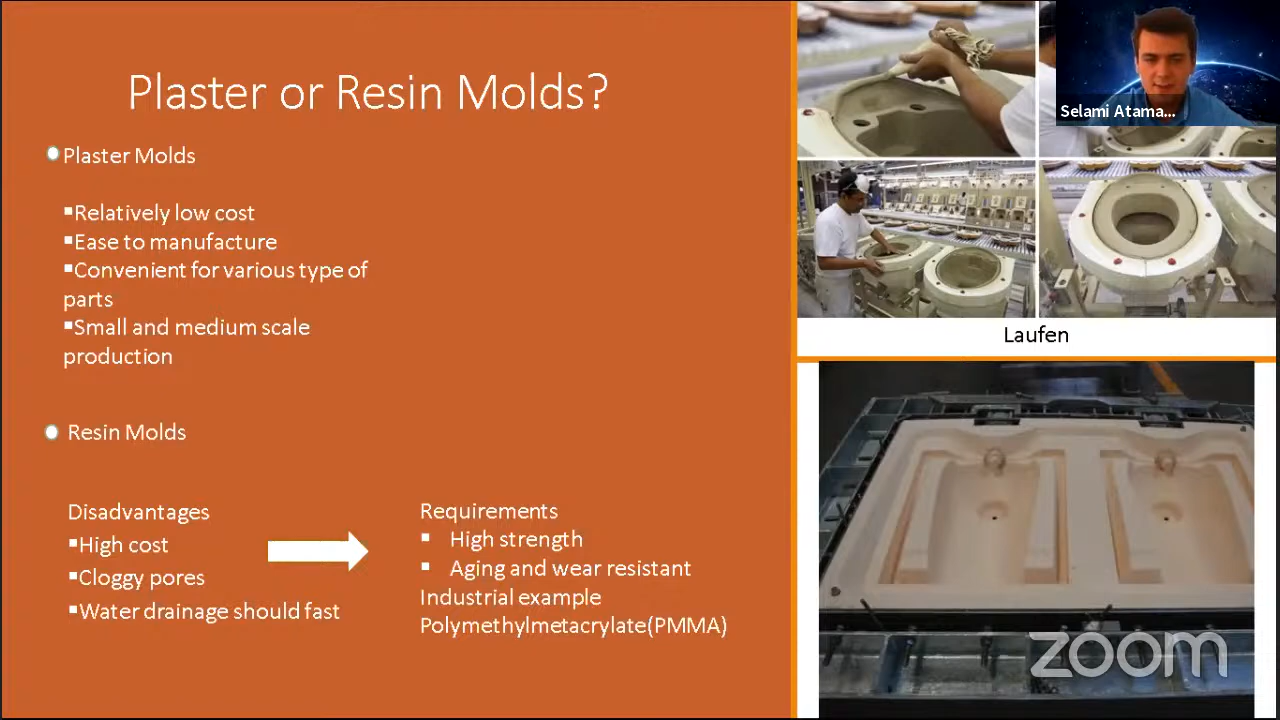 Plaster or Resin Molds?
Plaster Molds
▪Relatively low cost
▪Ease to manufacture
▪Convenient for various type of
parts
▪Small and medium scale
production
Resin Molds
Disadvantages
▪High cost
▪Cloggy pores
▪Water drainage should fast
Requirements
▪ High strength
▪ Aging and wear resistant
Industrial example
Polymethylmetacrylate(PMMA)
Selami Atama...
Laufen
zoom